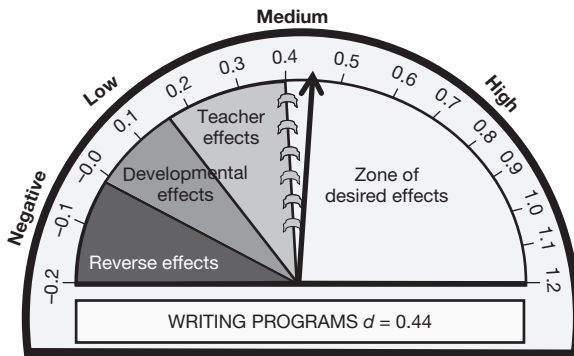 Medium
Low
High
Negative
-0.2
-0.1
-0.0
0.1
0.2
0.3
0.4
0.5
0.6
0.7
0.8
0.9
1.0
1.1
1.2
Teacher
effects
Developmental
effects
Reverse effects
Zone of
desired effects
WRITING PROGRAMS d = 0.44